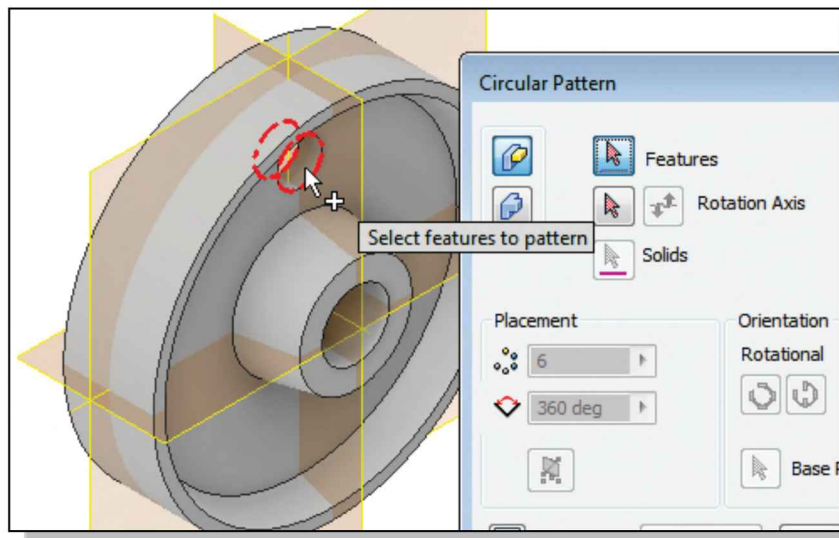 Circular Pattern
Features
Rotation Axis
Select features to pattern
Solids
Placement
6
360 deg
Orientation
Rotational
Base